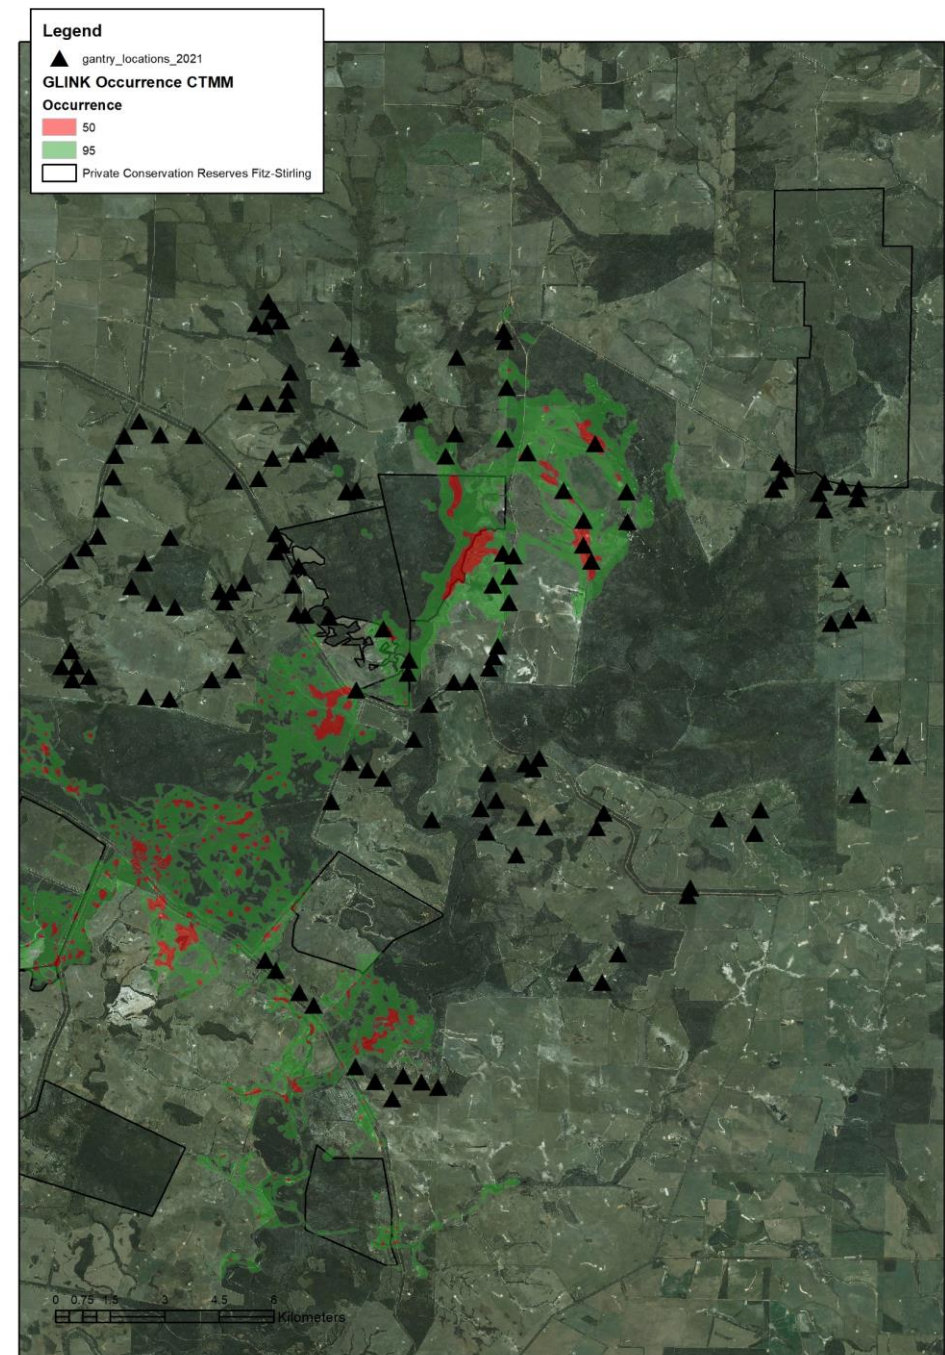 Legend
gantry_locations_2021
GLINK Occurrence CTMM
Occurrence
50
95
Private Conservation Reserves Fitz-Stirling
0 0.75 1.5 3 4.5 6
Kilometers